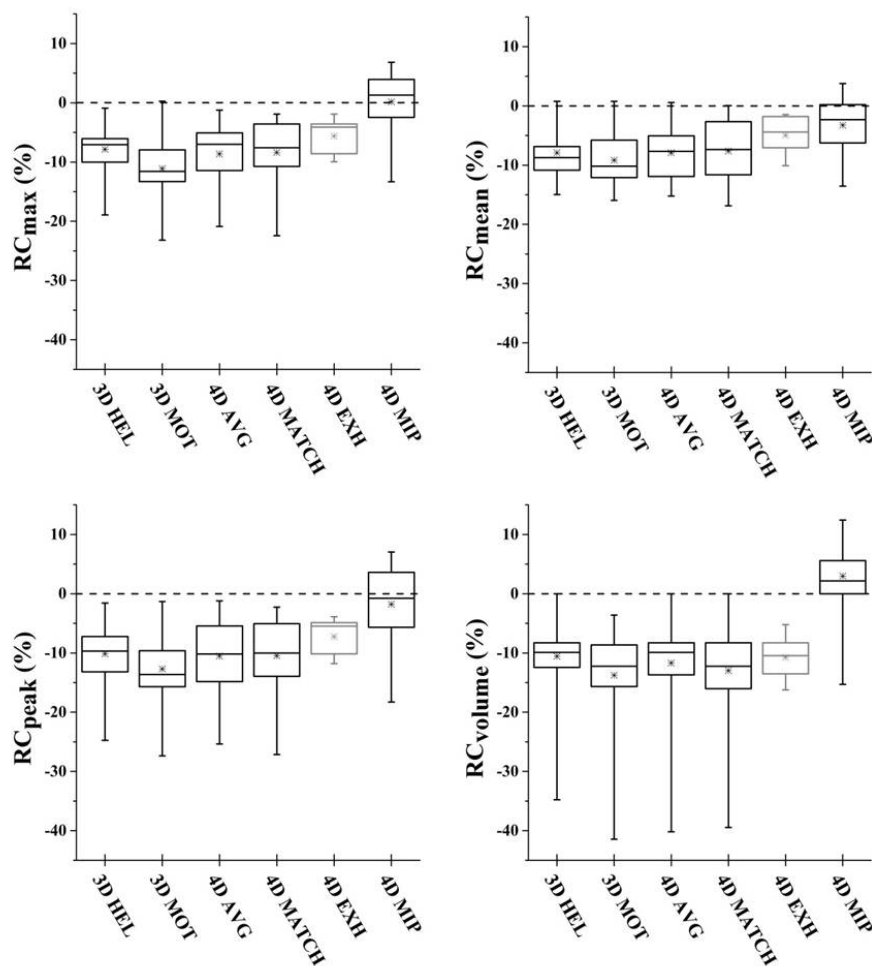 10
0
-10
-20
-30
-40
RCmax (%)
3D HEL
3D MOT
4D AVG
4D MATCH
4D EXH
4D MIP
10
0
-10
-20
-30
-40
RCmean (%)
3D HEL
3D MOT
4D AVG
4D MATCH
4D EXH
4D MIP
10
0
-10
-20
-30
-40
RCpeak (%)
3D HEL
3D MOT
4D AVG
4D MATCH
4D EXH
4D MIP
10
0
-10
-20
-30
-40
RCvolume (%)
3D HEL
3D MOT
4D AVG
4D MATCH
4D EXH
4D MIP